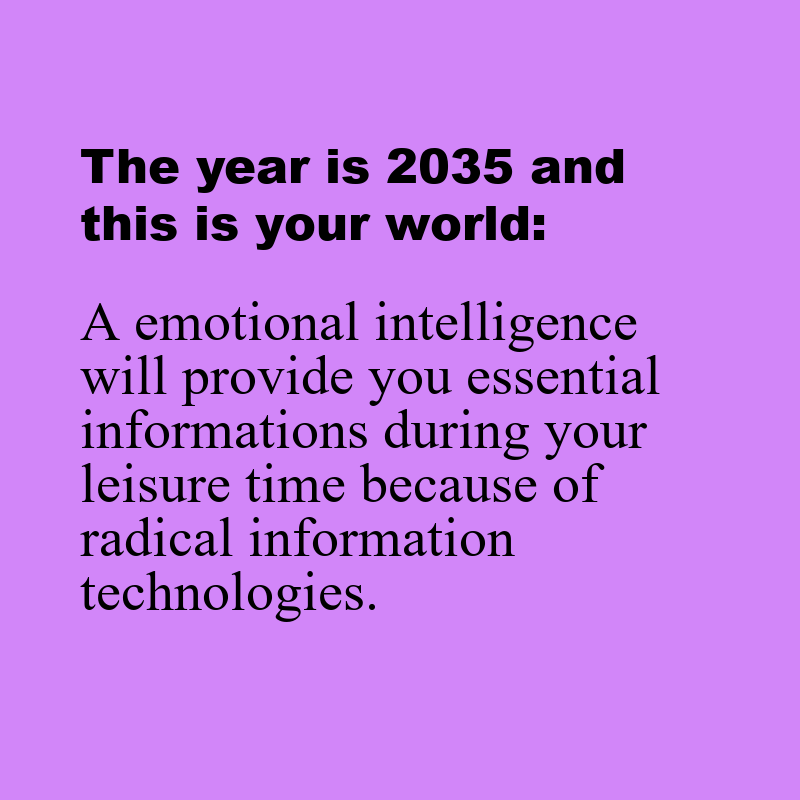 The year is 2035 and
this is your world:
A emotional intelligence
will provide you essential
informations during your
leisure time because of
radical information
technologies.